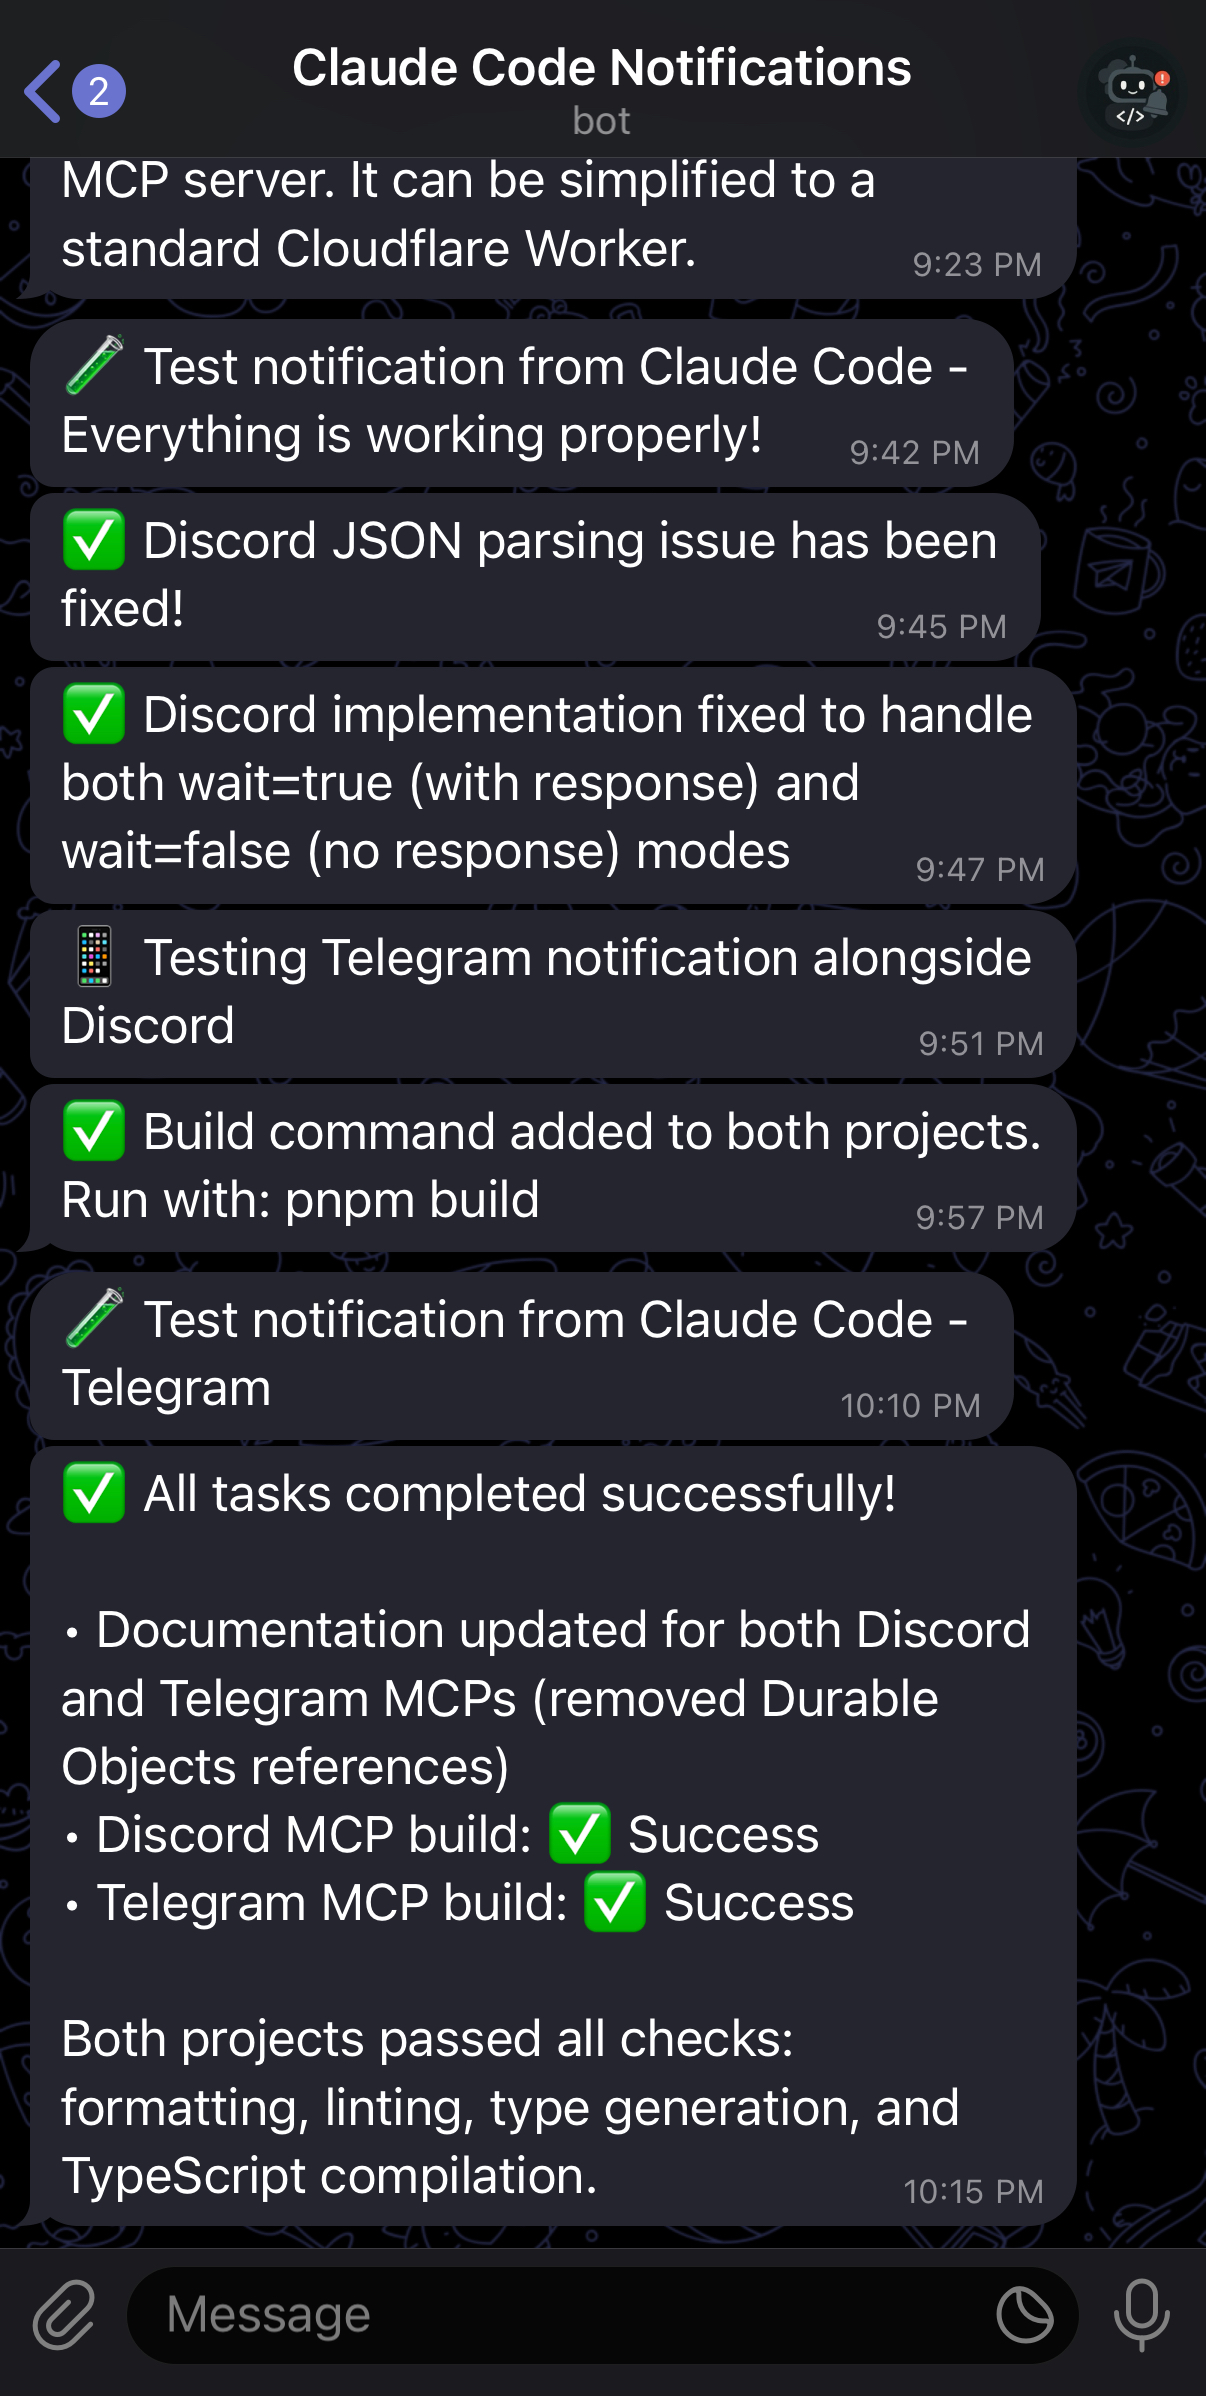 2
Claude Code Notifications
bot
</>
MCP server. It can be simplified to a
standard Cloudflare Worker.
9:23 PM
🧪 Test notification from Claude Code -
Everything is working properly!
9:42 PM
✅ Discord JSON parsing issue has been
fixed!
9:45 PM
✅ Discord implementation fixed to handle
both wait=true (with response) and
wait=false (no response) modes
9:47 PM
📱 Testing Telegram notification alongside
Discord
9:51 PM
✅ Build command added to both projects.
Run with: pnpm build
9:57 PM
🧪 Test notification from Claude Code -
Telegram
10:10 PM
✅ All tasks completed successfully!
• Documentation updated for both Discord
and Telegram MCPs (removed Durable
Objects references)
• Discord MCP build: ✅ Success
• Telegram MCP build: ✅ Success
Both projects passed all checks:
formatting, linting, type generation, and
TypeScript compilation.
10:15 PM
Message